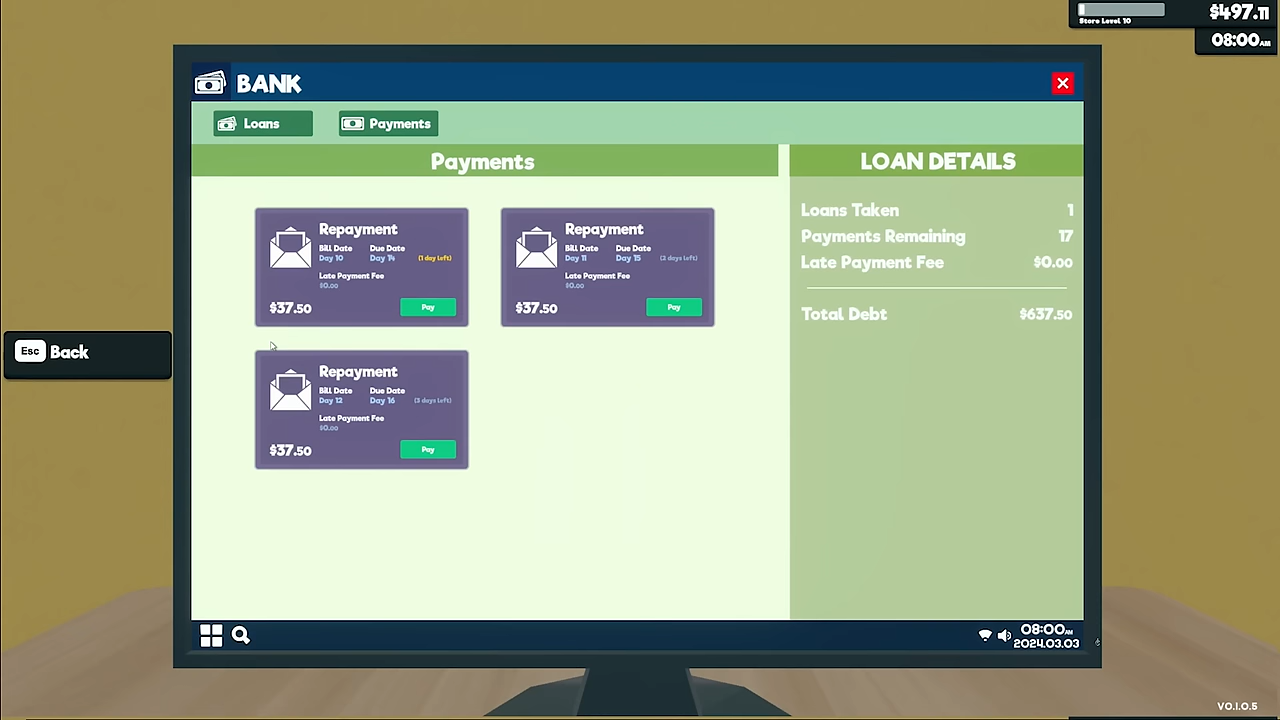 $497.11
Store Level 10
08:00AM
BANK
Loans
Payments
Payments
LOAN DETAILS
Repayment
Bill Date Due Date
Day 10 Day 14 (1 day Left)
Late Payment Fee
$0.00
$37.50 Pay
Repayment
Bill Date Due Date
Day 11 Day 15 (2 days Left)
Late Payment Fee
$0.00
$37.50 Pay
Repayment
Bill Date Due Date
Day 12 Day 16 (3 days Left)
Late Payment Fee
$0.00
$37.50 Pay
Loans Taken 1
Payments Remaining 17
Late Payment Fee $0.00
Total Debt $637.50
Esc Back
08:00AM
2024.03.03
V0.1.0.5